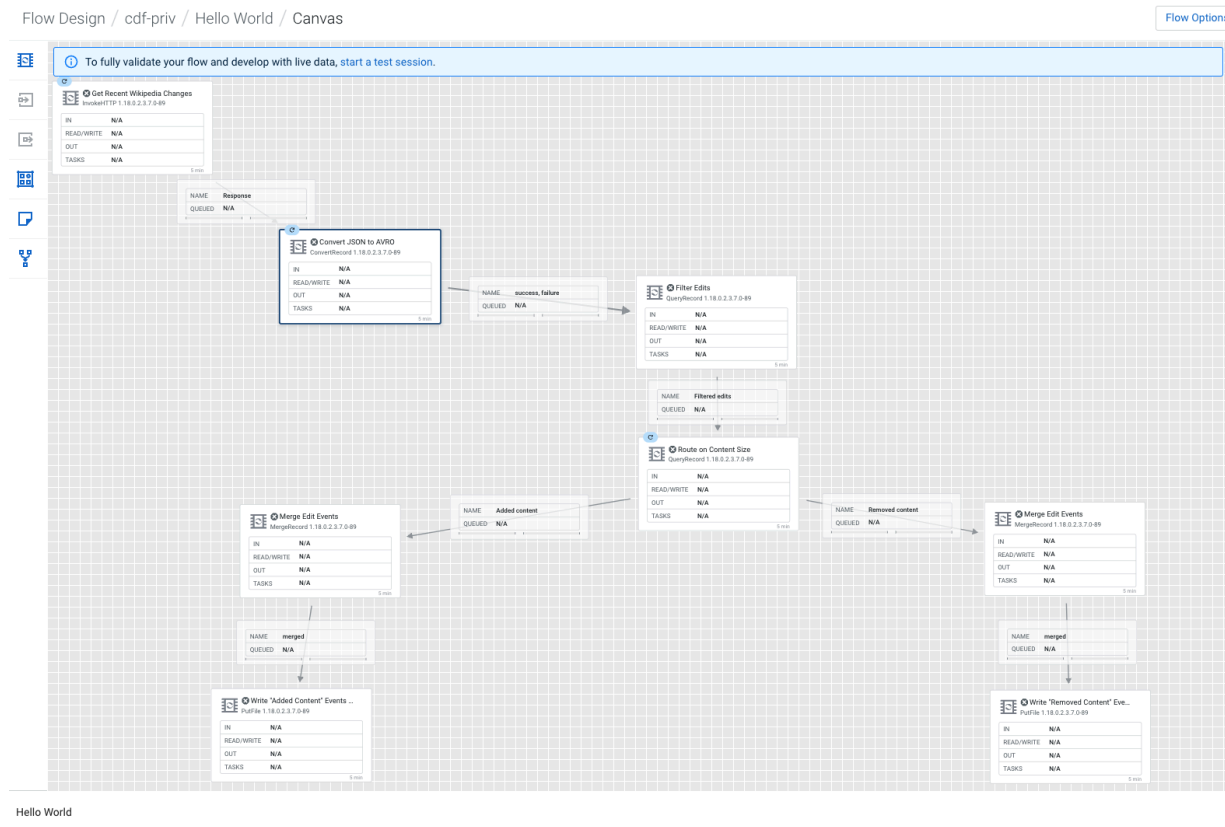 Flow Design / cdf-priv / Hello World / Canvas
Flow Options
To fully validate your flow and develop with live data, start a test session.
Get Recent Wikipedia Changes
InvokeHTTP 1.18.0.2.3.7.0-89
IN N/A
READ/WRITE N/A
OUT N/A
TASKS N/A
5 min
NAME Response
QUEUED N/A
Convert JSON to AVRO
ConvertRecord 1.18.0.2.3.7.0-89
IN N/A
READ/WRITE N/A
OUT N/A
TASKS N/A
5 min
NAME success, failure
QUEUED N/A
Filter Edits
QueryRecord 1.18.0.2.3.7.0-89
IN N/A
READ/WRITE N/A
OUT N/A
TASKS N/A
5 min
NAME Filtered edits
QUEUED N/A
Route on Content Size
QueryRecord 1.18.0.2.3.7.0-89
IN N/A
READ/WRITE N/A
OUT N/A
TASKS N/A
5 min
NAME Added content
QUEUED N/A
NAME Removed content
QUEUED N/A
Merge Edit Events
MergeRecord 1.18.0.2.3.7.0-89
IN N/A
READ/WRITE N/A
OUT N/A
TASKS N/A
5 min
Merge Edit Events
MergeRecord 1.18.0.2.3.7.0-89
IN N/A
READ/WRITE N/A
OUT N/A
TASKS N/A
5 min
NAME merged
QUEUED N/A
NAME merged
QUEUED N/A
Write "Added Content" Events ...
PutFile 1.18.0.2.3.7.0-89
IN N/A
READ/WRITE N/A
OUT N/A
TASKS N/A
5 min
Write "Removed Content" Eve...
PutFile 1.18.0.2.3.7.0-89
IN N/A
READ/WRITE N/A
OUT N/A
TASKS N/A
5 min
Hello World